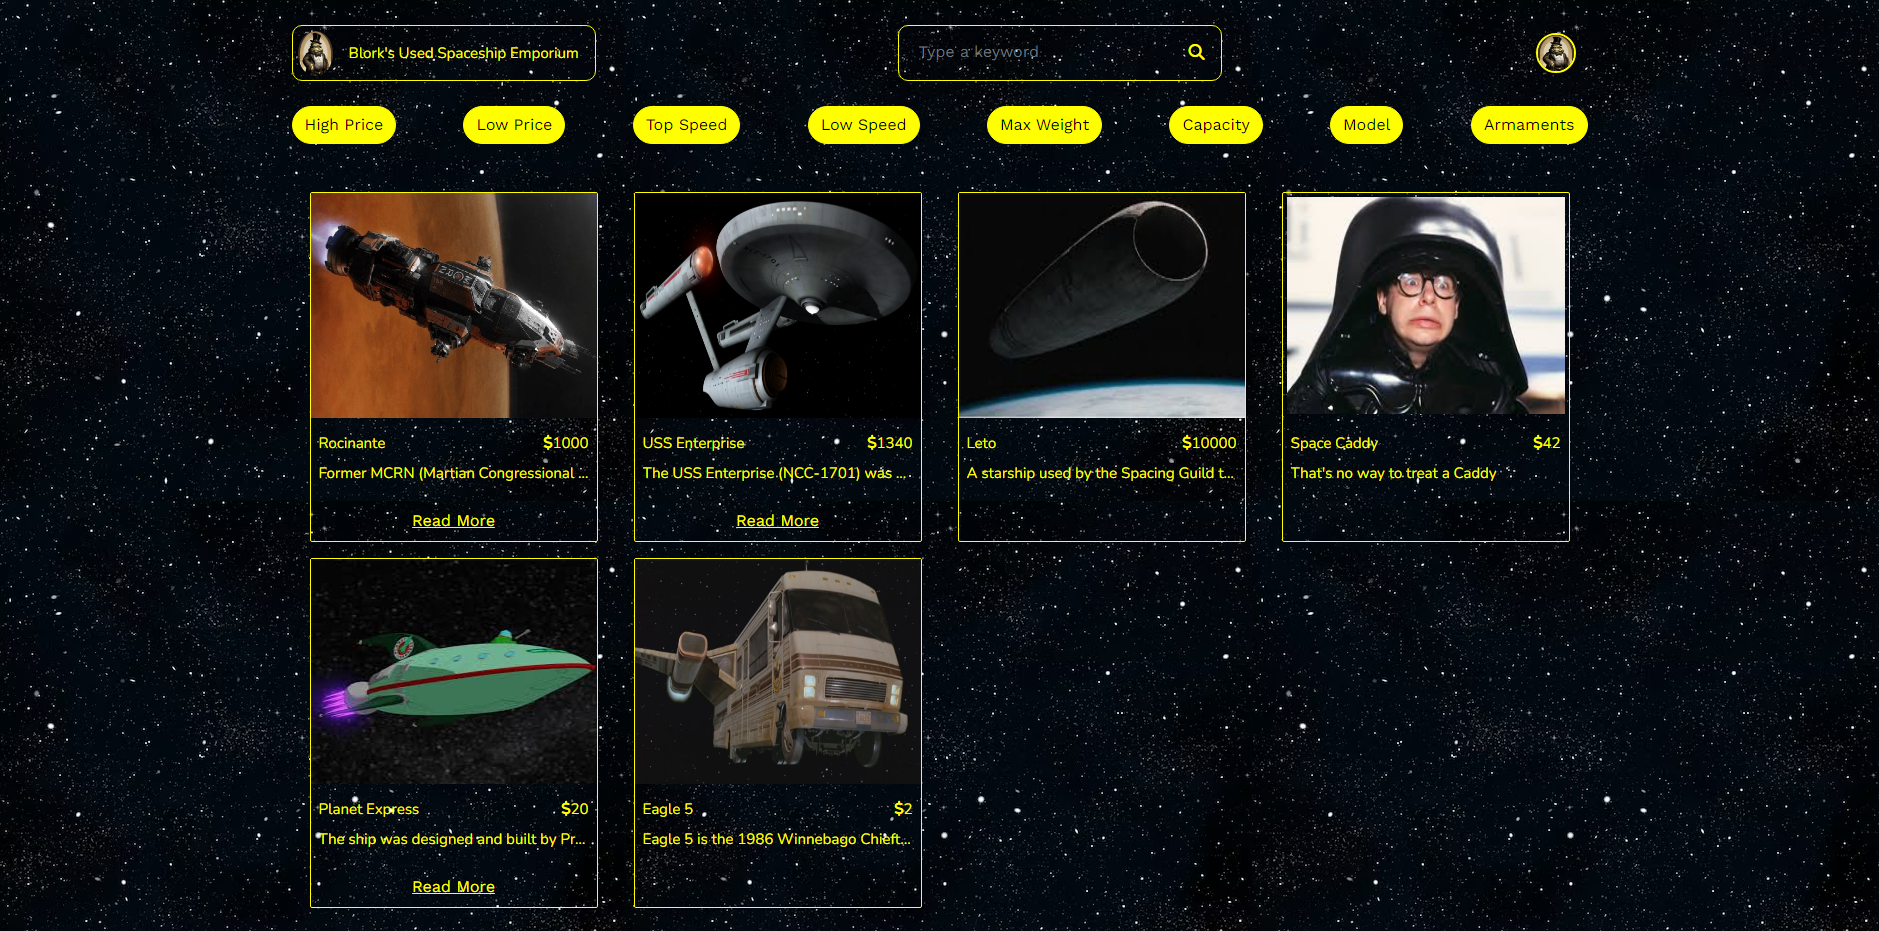 Blork's Used Spaceship Emporium
Type a keyword
High Price
Low Price
Top Speed
Low Speed
Max Weight
Capacity
Model
Armaments
Rocinante $1000
Former MCRN (Martian Congressional ...
Read More
USS Enterprise $1340
The USS Enterprise (NCC-1701) was ...
Read More
Leto $10000
A starship used by the Spacing Guild t...
Space Caddy $42
That's no way to treat a Caddy
Planet Express $20
The ship was designed and built by Pr...
Read More
Eagle 5 $2
Eagle 5 is the 1986 Winnebago Chieft...